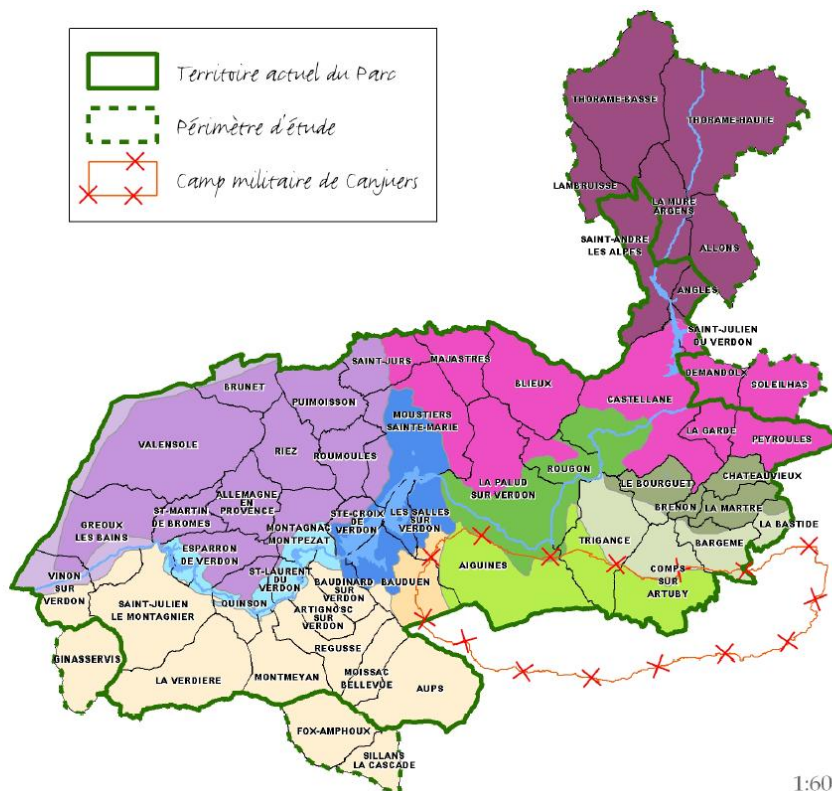 Territoire actuel du Parc
Périmètre d'étude
Camp militaire de Canjuers
THORAME-BASSE
THORAME-HAUTE
LAMBRUISSE
LA MURE
ARGENS
SAINT-ANDRE
LES ALPES
ALLONS
ANGLES
SAINT-JULIEN
DU VERDON
SAINT-JURS
MAJASTRES
BLIEUX
DEMANDOLX
SOLEILHAS
BRUNET
PUIMOISSON
CASTELLANE
MOUSTIERS
SAINTE-MARIE
LA GARDE
PEYROULES
VALENSOLE
RIEZ
ROUMOULES
ROUGON
LA PALUD
SUR VERDON
LE BOURGUET
CHATEAUVIEUX
ALLEMAGNE
EN
PROVENCE
STE-CROIX
DE
VERDON
LES SALLES
SUR
VERDON
BRENON
LA MARTRE
LA BASTIDE
ST-MARTIN
DE BROMES
GREOUX
LES BAINS
MONTAGNAC
MONTPEZAT
TRIGANCE
BARGEME
ESPARRON
DE VERDON
ST-LAURENT
DU
VERDON
BAUDINARD
SUR
VERDON
BAUDUEN
AIGUINES
COMPS
SUR
ARTUBY
VINON
SUR
VERDON
SAINT-JULIEN
LE MONTAGNIER
QUINSON
ARTIGNOSC
SUR
VERDON
REGUSSE
GINASSERVIS
LA VERDIERE
MONTMEYAN
MOISSAC
BELLEVUE
AUPS
FOX-AMPHOUX
SILLANS
LA CASCADE
1:60